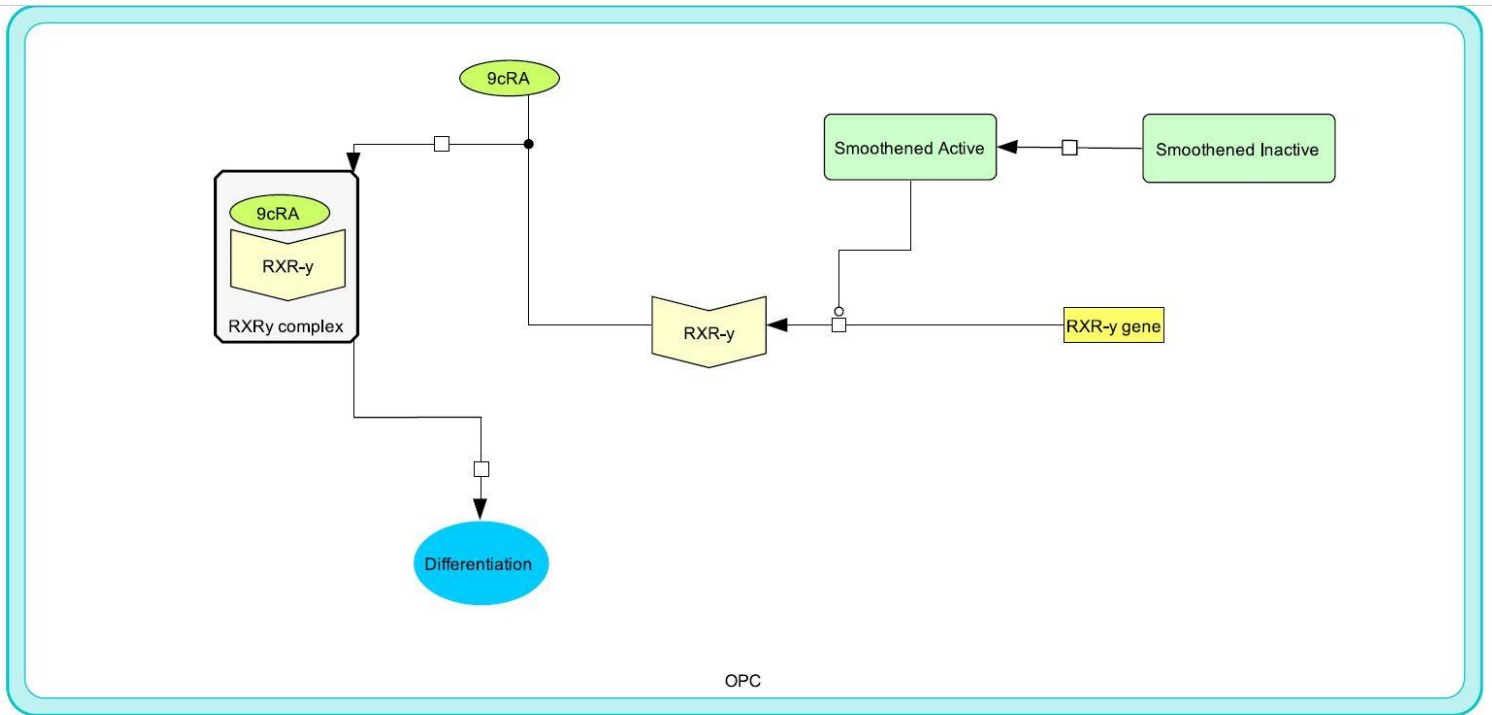 9cRA
Smoothened Active
Smoothened Inactive
9cRA
RXR-y
RXRy complex
RXR-y
RXR-y gene
Differentiation
OPC